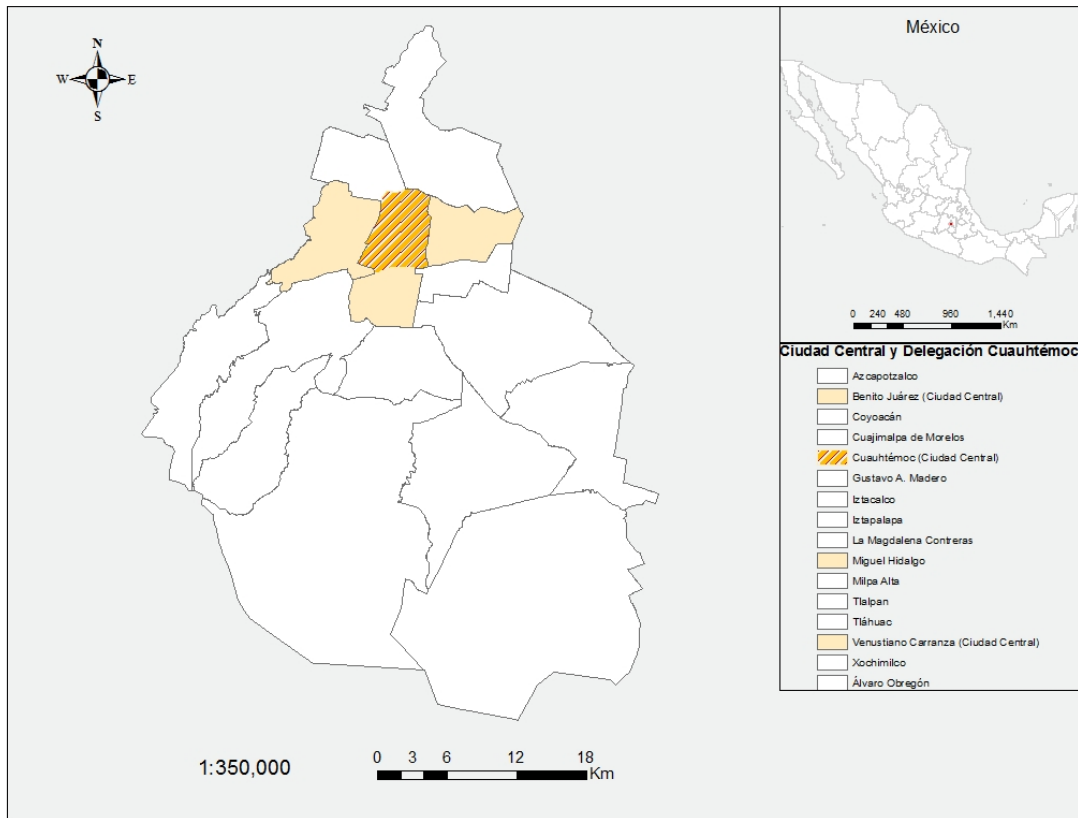 N
W E
S
México
0 240 480 960 1,440
Km
Ciudad Central y Delegación Cuauhtémoc
Azcapotzalco
Benito Juárez (Ciudad Central)
Coyoacán
Cuajimalpa de Morelos
Cuauhtémoc (Ciudad Central)
Gustavo A. Madero
Iztacalco
Iztapalapa
La Magdalena Contreras
Miguel Hidalgo
Milpa Alta
Tlalpan
Tláhuac
Venustiano Carranza (Ciudad Central)
Xochimilco
Álvaro Obregón
1:350,000
0 3 6 12 18
Km